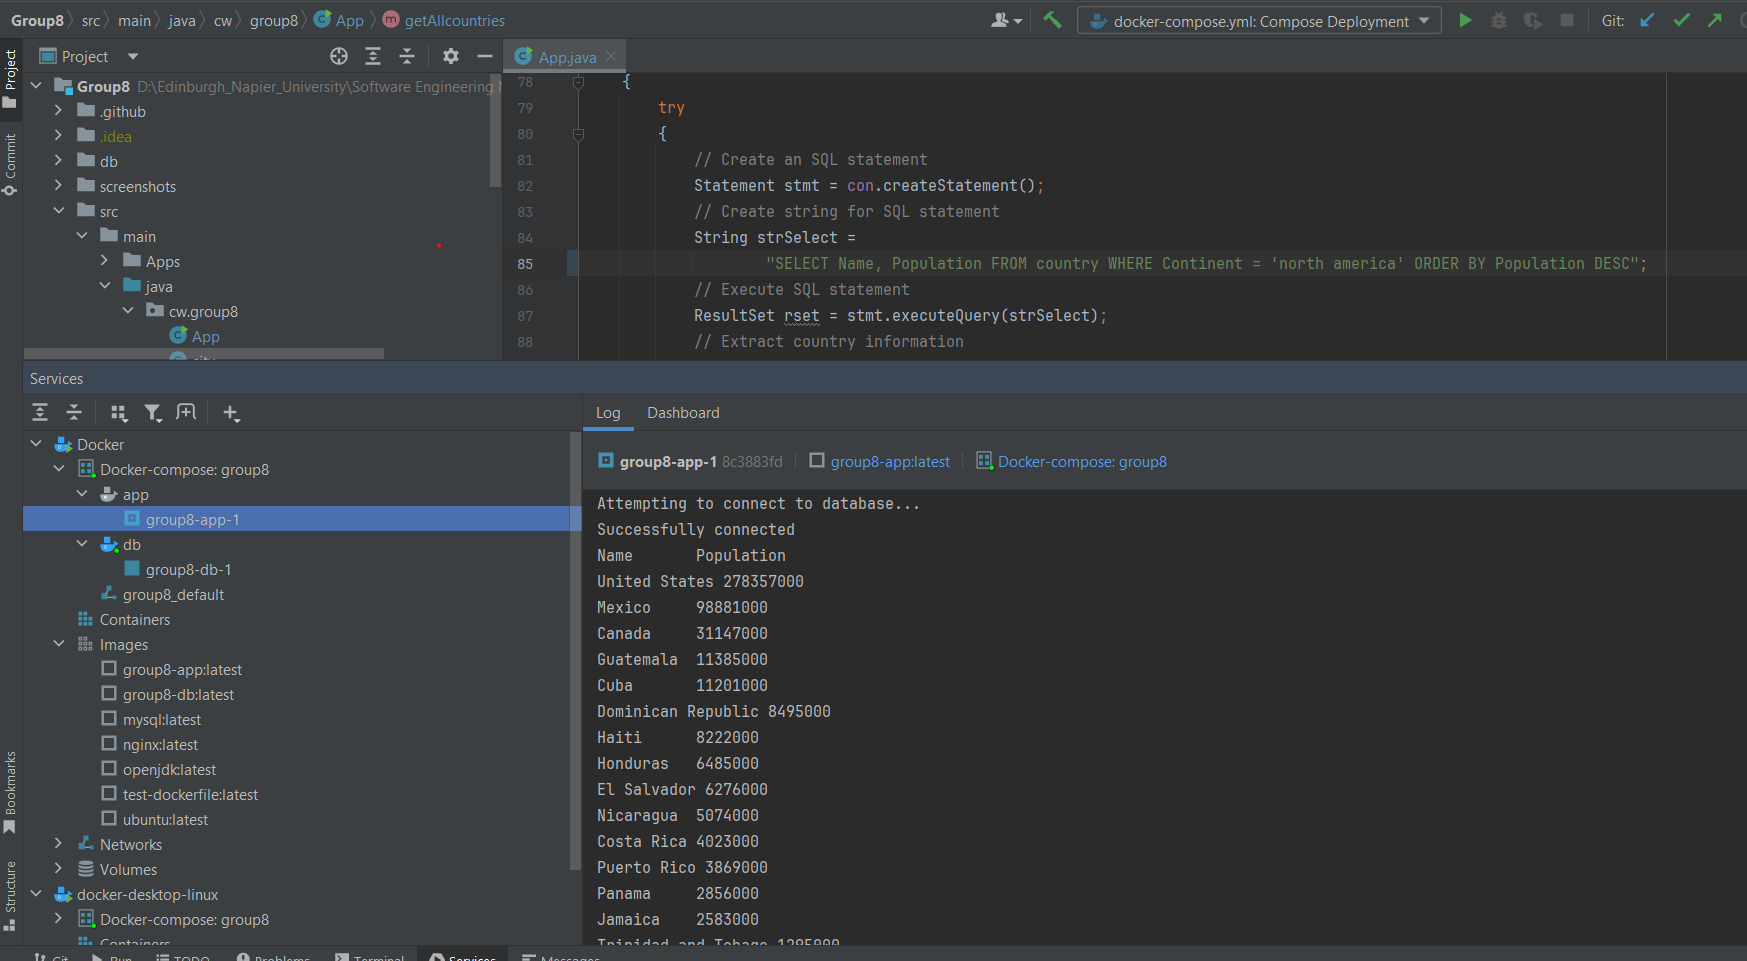 Group8 src main java cw group8 App getAllcountries
docker-compose.yml: Compose Deployment
Git:
Project
Commit
Bookmarks
Structure
Project
Group8 D:\Edinburgh_Napier_University\Software Engineering
.github
.idea
db
screenshots
src
main
Apps
java
cw.group8
App
city
App.java
78 {
79 try
80 {
81 // Create an SQL statement
82 Statement stmt = con.createStatement();
83 // Create string for SQL statement
84 String strSelect =
85 "SELECT Name, Population FROM country WHERE Continent = 'north america' ORDER BY Population DESC";
86 // Execute SQL statement
87 ResultSet rset = stmt.executeQuery(strSelect);
88 // Extract country information
Services
Docker
Docker-compose: group8
app
group8-app-1
db
group8-db-1
group8_default
Containers
Images
group8-app:latest
group8-db:latest
mysql:latest
nginx:latest
openjdk:latest
test-dockerfile:latest
ubuntu:latest
Networks
Volumes
docker-desktop-linux
Docker-compose: group8
Containers
Log Dashboard
group8-app-1 8c3883fd group8-app:latest Docker-compose: group8
Attempting to connect to database...
Successfully connected
Name Population
United States 278357000
Mexico 98881000
Canada 31147000
Guatemala 11385000
Cuba 11201000
Dominican Republic 8495000
Haiti 8222000
Honduras 6485000
El Salvador 6276000
Nicaragua 5074000
Costa Rica 4023000
Puerto Rico 3869000
Panama 2856000
Jamaica 2583000
Trinidad and Tobago 1295000
Git Run TODO Problems Terminal Services Messages